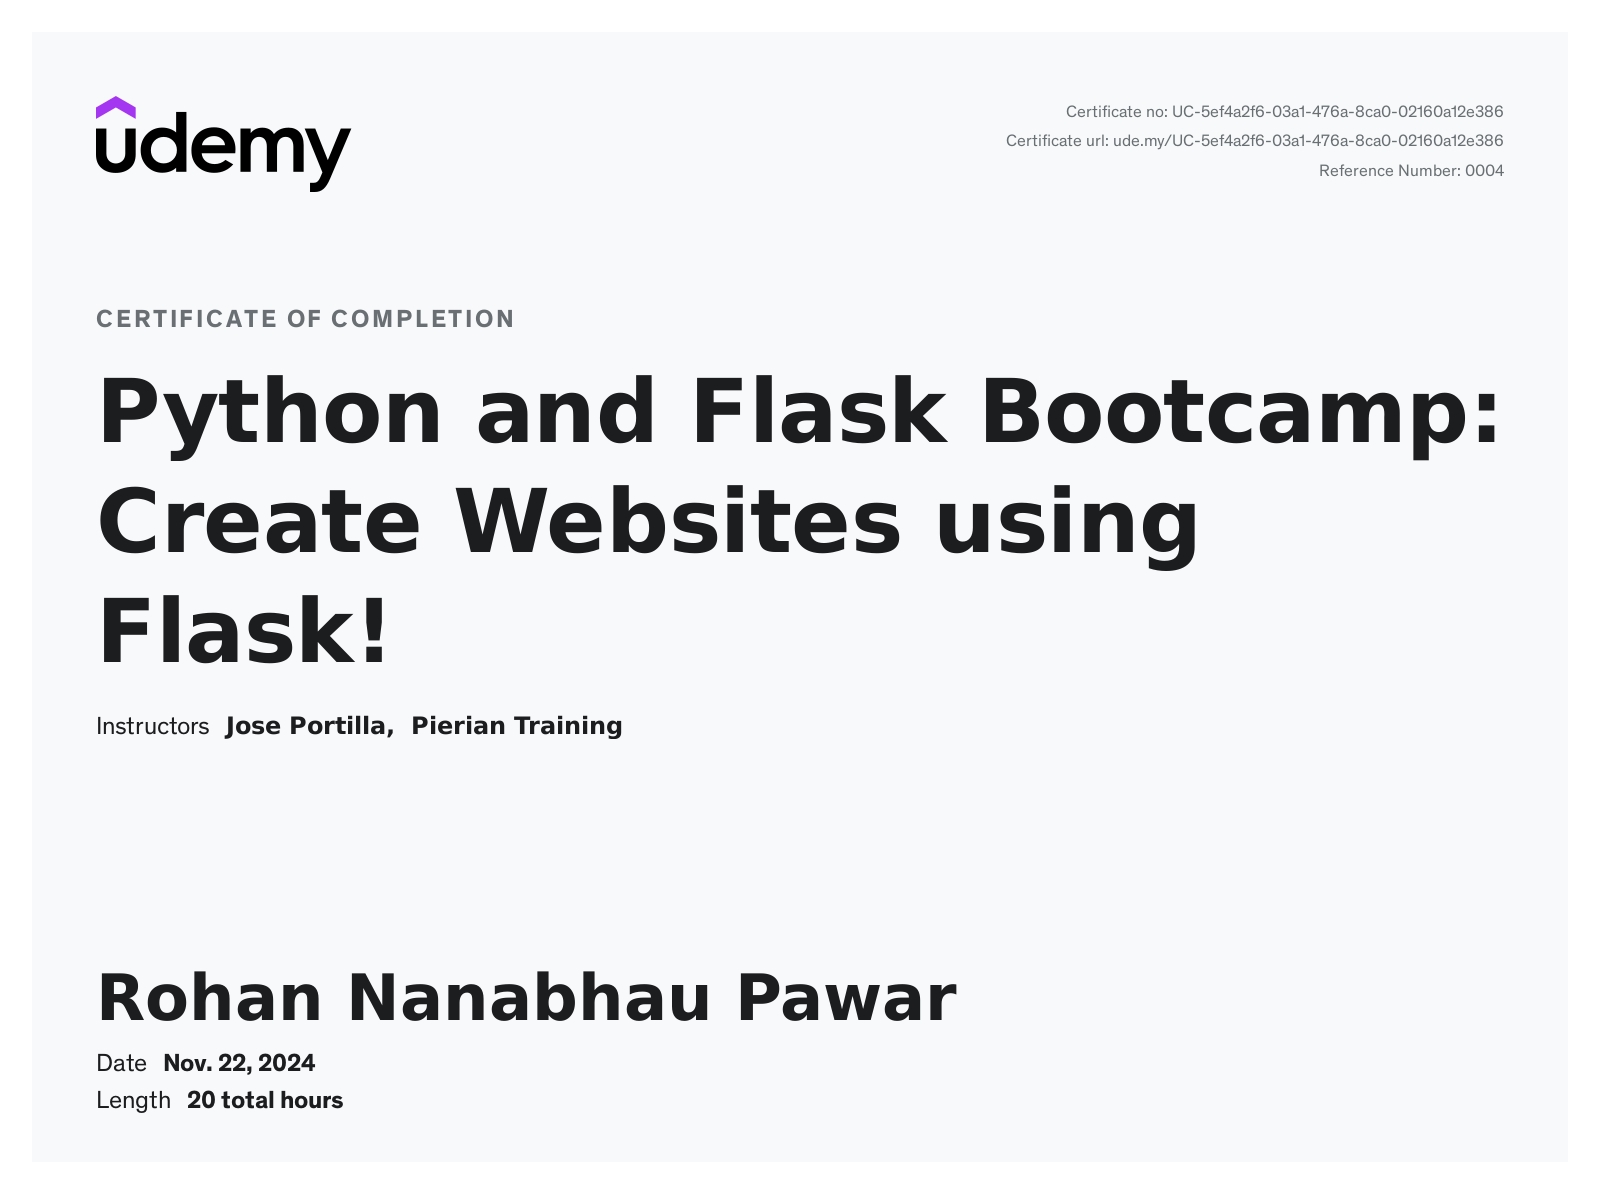 udemy
Certificate no: UC-5ef4a2f6-03a1-476a-8ca0-02160a12e386
Certificate url: ude.my/UC-5ef4a2f6-03a1-476a-8ca0-02160a12e386
Reference Number: 0004
CERTIFICATE OF COMPLETION
Python and Flask Bootcamp:
Create Websites using
Flask!
Instructors Jose Portilla, Pierian Training
Rohan Nanabhau Pawar
Date Nov. 22, 2024
Length 20 total hours